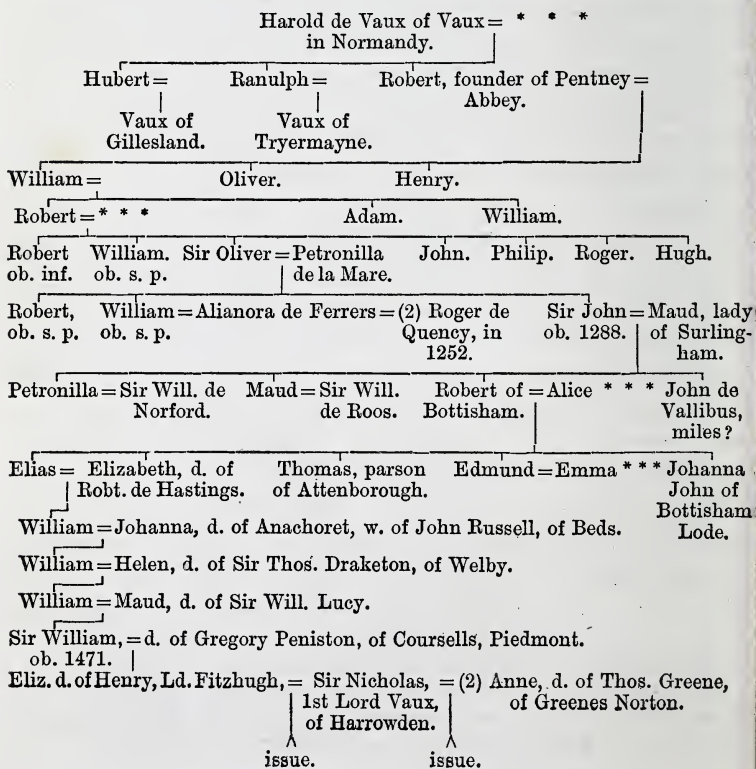 Harold de Vaux of Vaux = * * *
in Normandy.
Hubert = Ranulph = Robert, founder of Pentney =
Vaux of Vaux of Abbey.
Gillesland. Tryermayne.
William = Oliver. Henry.
Robert = * * * Adam. William.
Robert William. Sir Oliver = Petronilla John. Philip. Roger. Hugh.
ob. inf. ob. s. p. de la Mare.
Robert, William = Alianora de Ferrers = (2) Roger de Sir John = Maud, lady
ob. s. p. ob. s. p. Quency, in ob. 1288. of Surling-
1252. ham.
Petronilla = Sir Will. de Maud = Sir Will. Robert of = Alice * * * John de
Norford. de Roos. Bottisham. Vallibus,
miles?
Elias = Elizabeth, d. of Thomas, parson Edmund = Emma * * * Johanna
Robt. de Hastings. of Attenborough. John of
Bottisham
William = Johanna, d. of Anachoret, w. of John Russell, of Beds. Lode.
William = Helen, d. of Sir Thos. Draketon, of Welby.
William = Maud, d. of Sir Will. Lucy.
Sir William, = d. of Gregory Peniston, of Coursells, Piedmont.
ob. 1471.
Eliz. d. of Henry, Ld. Fitzhugh, = Sir Nicholas, = (2) Anne, d. of Thos. Greene,
1st Lord Vaux, of Greenes Norton.
of Harrowden.
issue. issue.